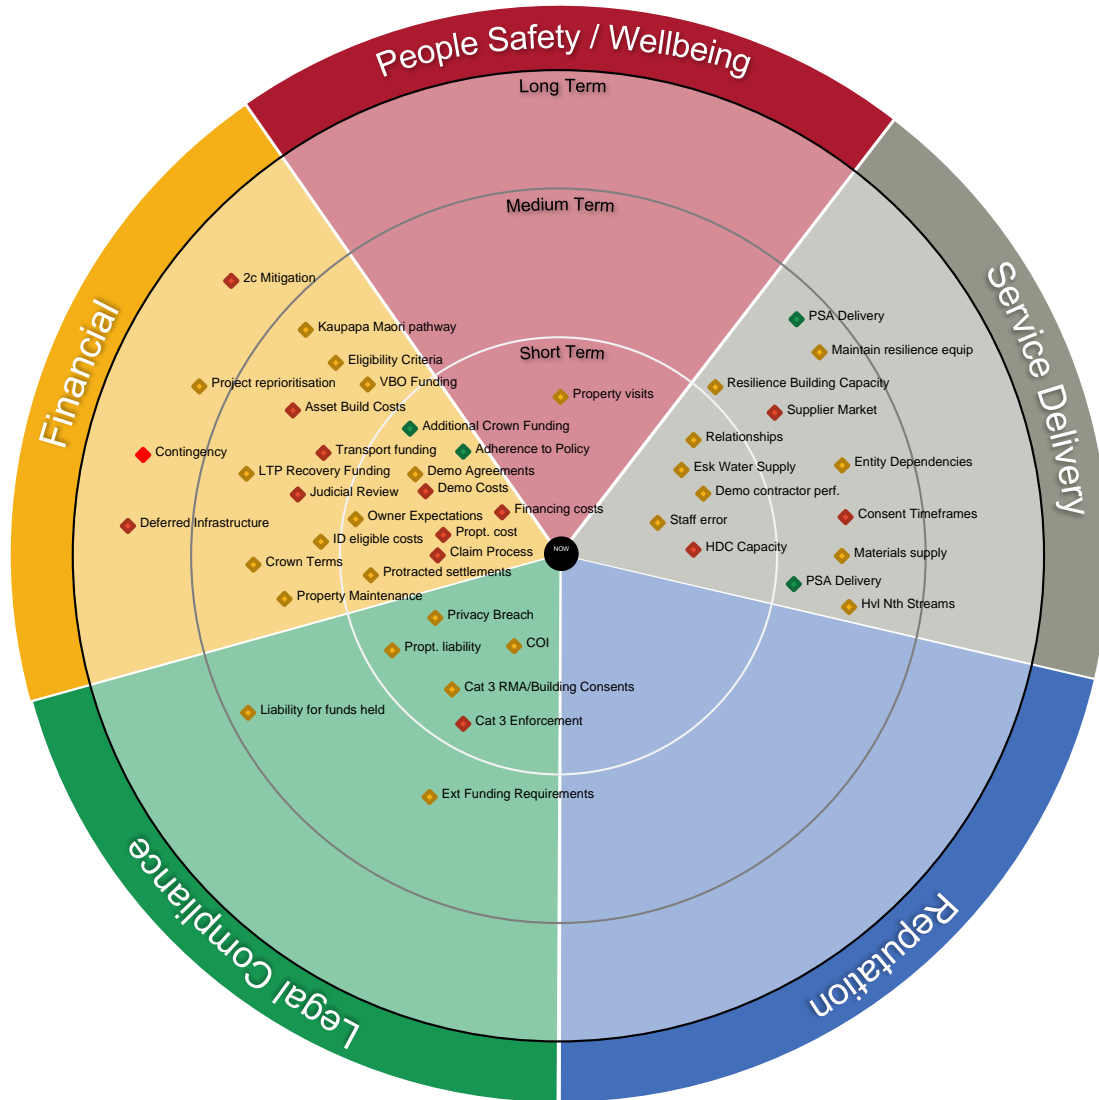 People Safety / Wellbeing
Long Term
Medium Term
Short Term
Property visits
Financial
2c Mitigation
Kaupapa Maori pathway
Eligibility Criteria
Project reprioritisation
VBO Funding
Asset Build Costs
Additional Crown Funding
Contingency
Transport funding
Adherence to Policy
LTP Recovery Funding
Demo Agreements
Judicial Review
Demo Costs
Deferred Infrastructure
Owner Expectations
Financing costs
ID eligible costs
Propt. cost
Crown Terms
Claim Process
Protracted settlements
Property Maintenance
NOW
Service Delivery
PSA Delivery
Maintain resilience equip
Resilience Building Capacity
Supplier Market
Relationships
Esk Water Supply
Entity Dependencies
Demo contractor perf.
Staff error
Consent Timeframes
HDC Capacity
Materials supply
PSA Delivery
Hvl Nth Streams
Privacy Breach
Propt. liability
COI
Cat 3 RMA/Building Consents
Liability for funds held
Cat 3 Enforcement
Ext Funding Requirements
Legal Compliance
Reputation